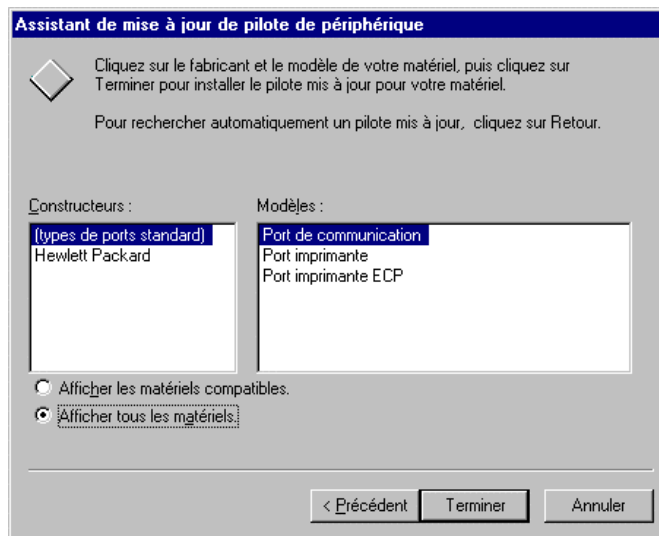 Assistant de mise à jour de pilote de périphérique
Cliquez sur le fabricant et le modèle de votre matériel, puis cliquez sur
Terminer pour installer le pilote mis à jour pour votre matériel.
Pour rechercher automatiquement un pilote mis à jour, cliquez sur Retour.
Constructeurs :
(types de ports standard)
Hewlett Packard
Modèles :
Port de communication
Port imprimante
Port imprimante ECP
Afficher les matériels compatibles.
Afficher tous les matériels.
< Précédent
Terminer
Annuler